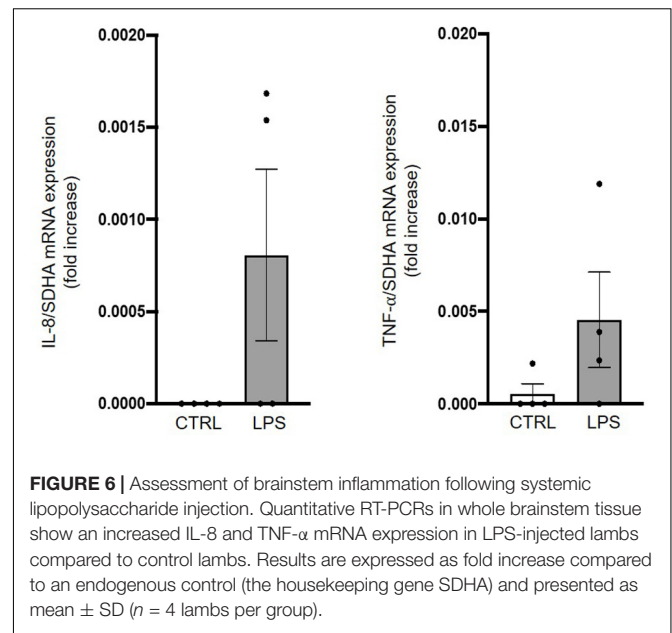 IL-8/SDHA mRNA expression
(fold increase)
0.0020
0.0015
0.0010
0.0005
0.0000
CTRL LPS
TNF-α/SDHA mRNA expression
(fold increase)
0.020
0.015
0.010
0.005
0.000
CTRL LPS
FIGURE 6 | Assessment of brainstem inflammation following systemic
lipopolysaccharide injection. Quantitative RT-PCRs in whole brainstem tissue
show an increased IL-8 and TNF-α mRNA expression in LPS-injected lambs
compared to control lambs. Results are expressed as fold increase compared
to an endogenous control (the housekeeping gene SDHA) and presented as
mean ± SD (n = 4 lambs per group).